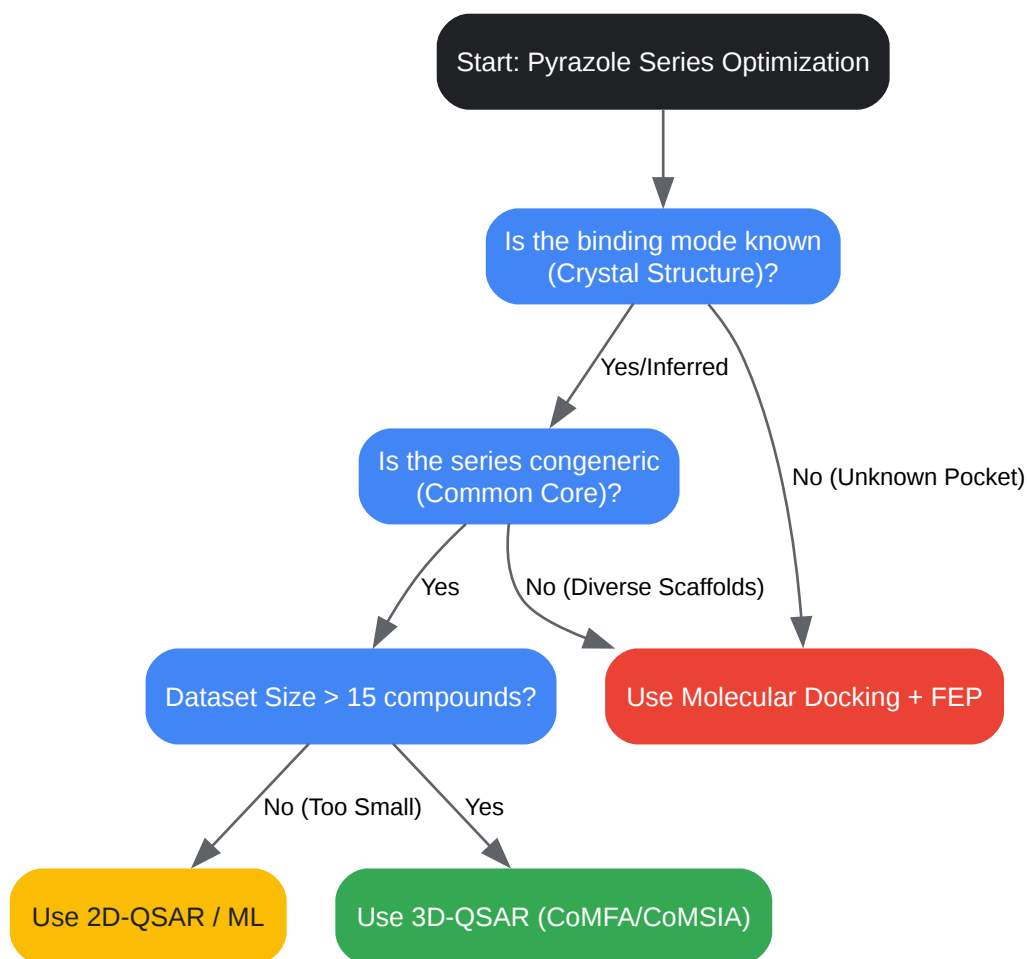 Start: Pyrazole Series Optimization
Is the binding mode known
(Crystal Structure)?
Yes/Inferred
Is the series congeneric
(Common Core)?
No (Unknown Pocket)
Yes
No (Diverse Scaffolds)
Dataset Size > 15 compounds?
Use Molecular Docking + FEP
No (Too Small)
Yes
Use 2D-QSAR / ML
Use 3D-QSAR (CoMFA/CoMSIA)